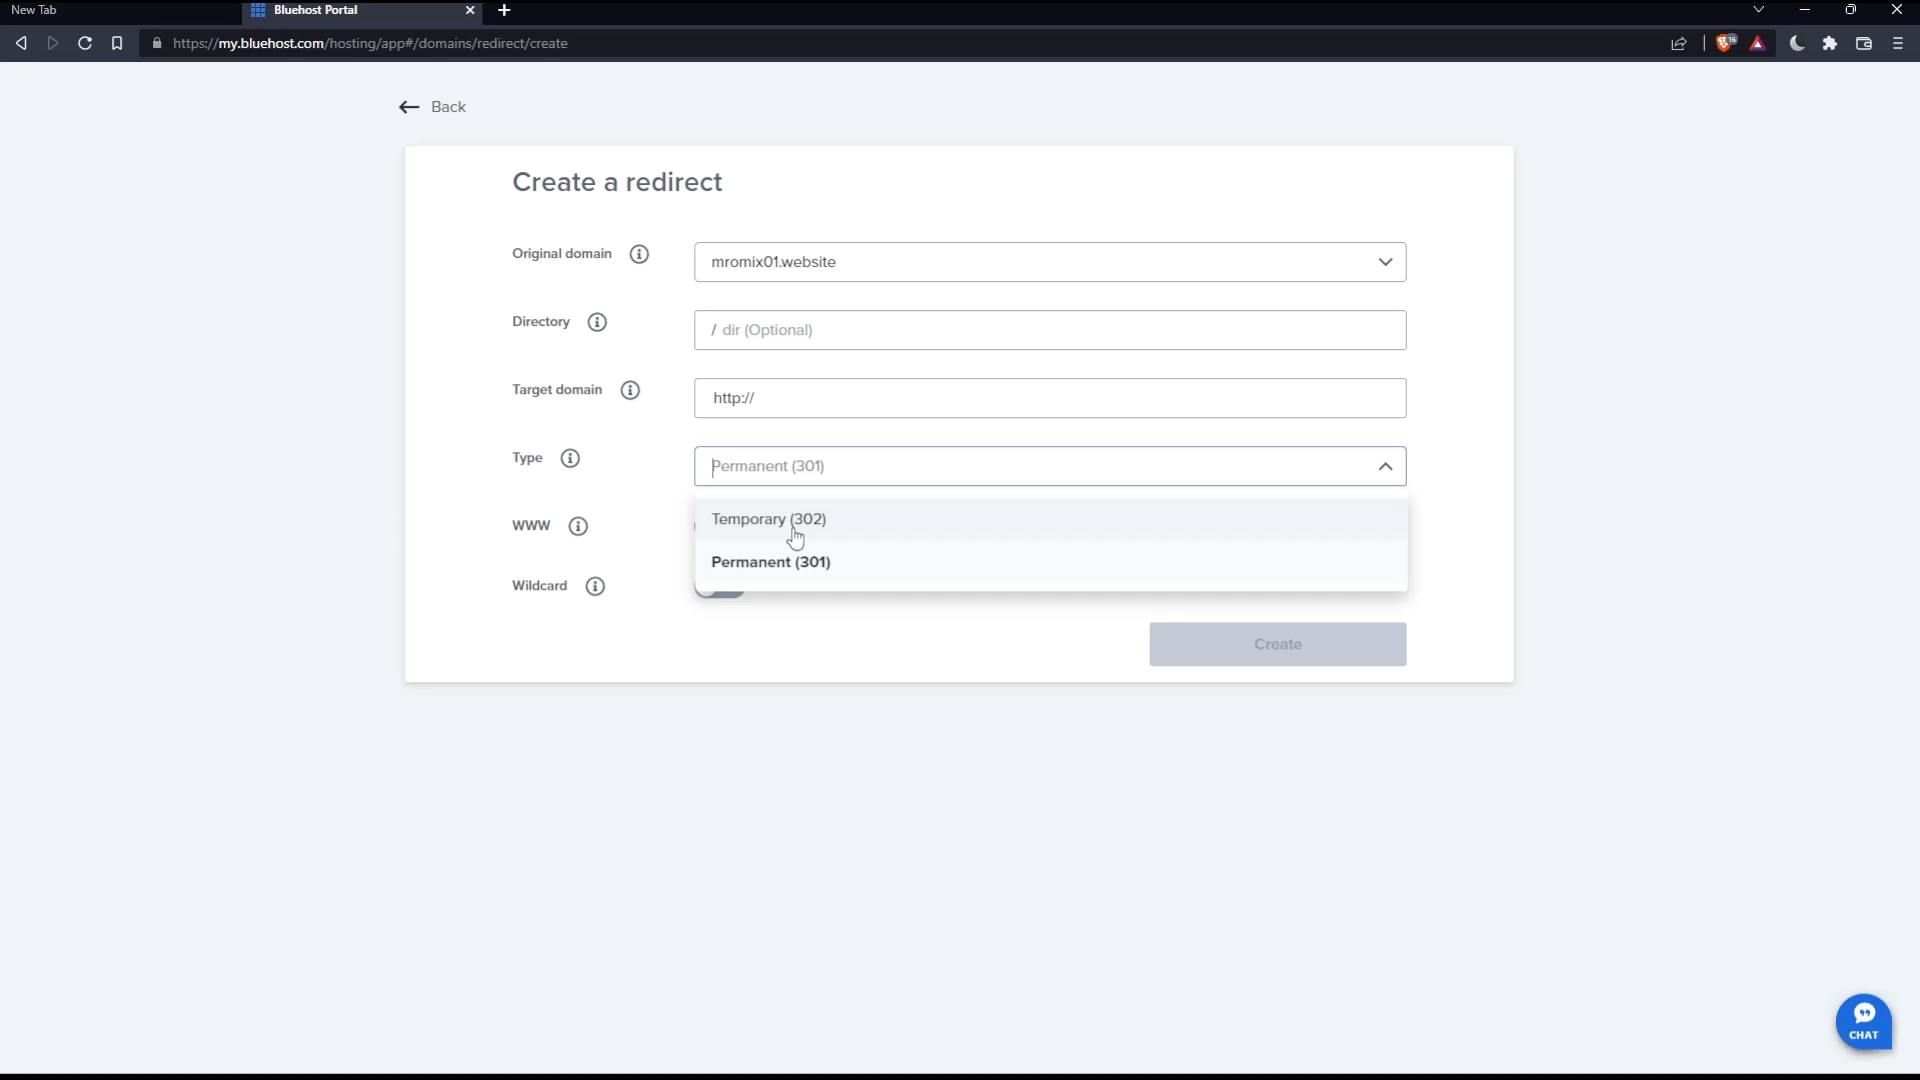 New Tab
Bluehost Portal
https://my.bluehost.com/hosting/app#/domains/redirect/create
16
Back
Create a redirect
Original domain
mromix01.website
Directory
/ dir (Optional)
Target domain
http://
Type
Permanent (301)
Temporary (302)
WWW
Permanent (301)
Wildcard
Create
CHAT